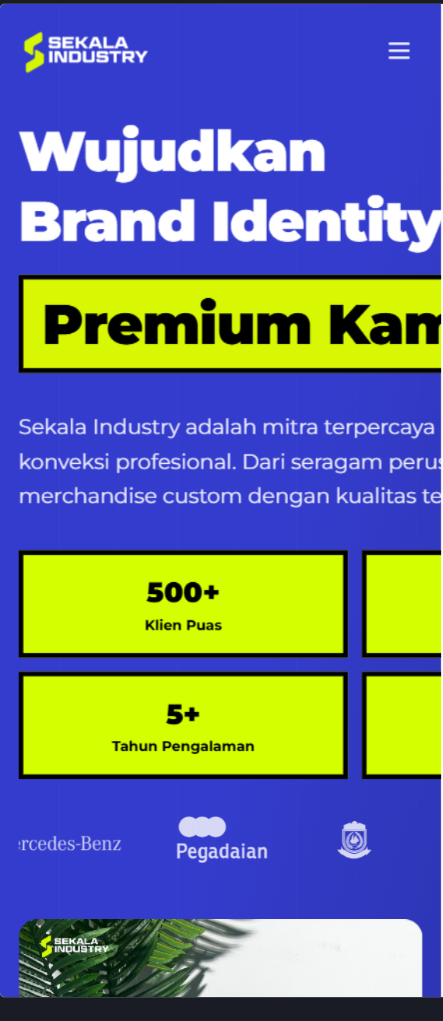 SEKALA
INDUSTRY
Wujudkan
Brand Identity
Premium Kam
Sekala Industry adalah mitra terpercaya
konveksi profesional. Dari seragam perus
merchandise custom dengan kualitas te
500+
Klien Puas
5+
Tahun Pengalaman
ercedes-Benz
Pegadaian
SEKALA
INDUSTRY